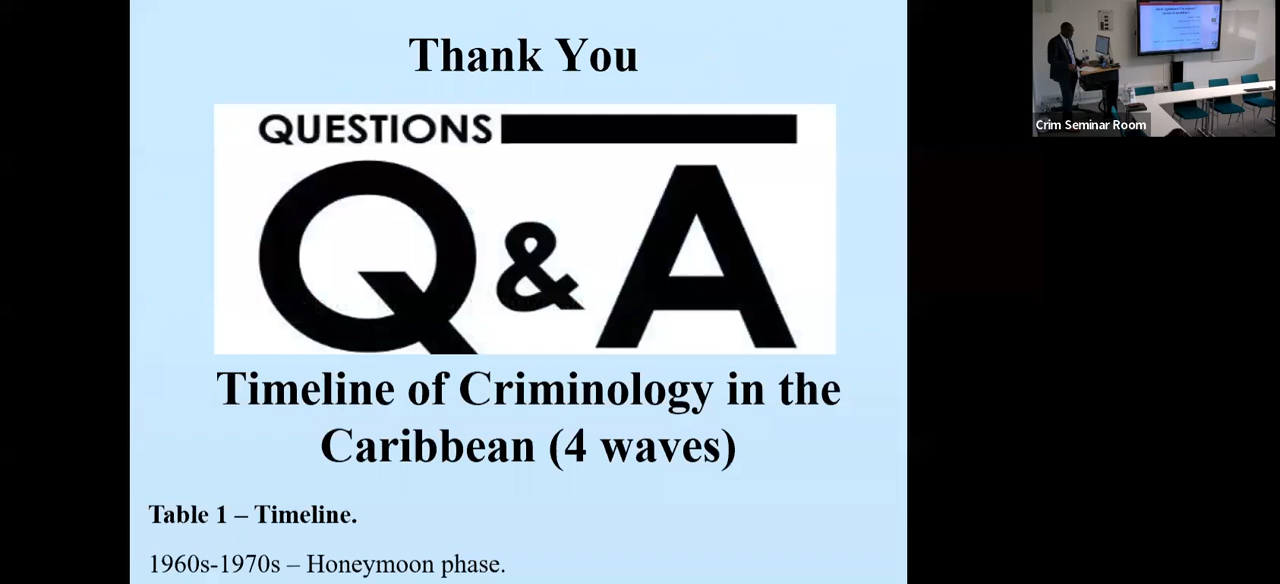 Thank You
QUESTIONS
Q & A
Timeline of Criminology in the
Caribbean (4 waves)
Table 1 – Timeline.
1960s-1970s – Honeymoon phase.
Crim Seminar Room